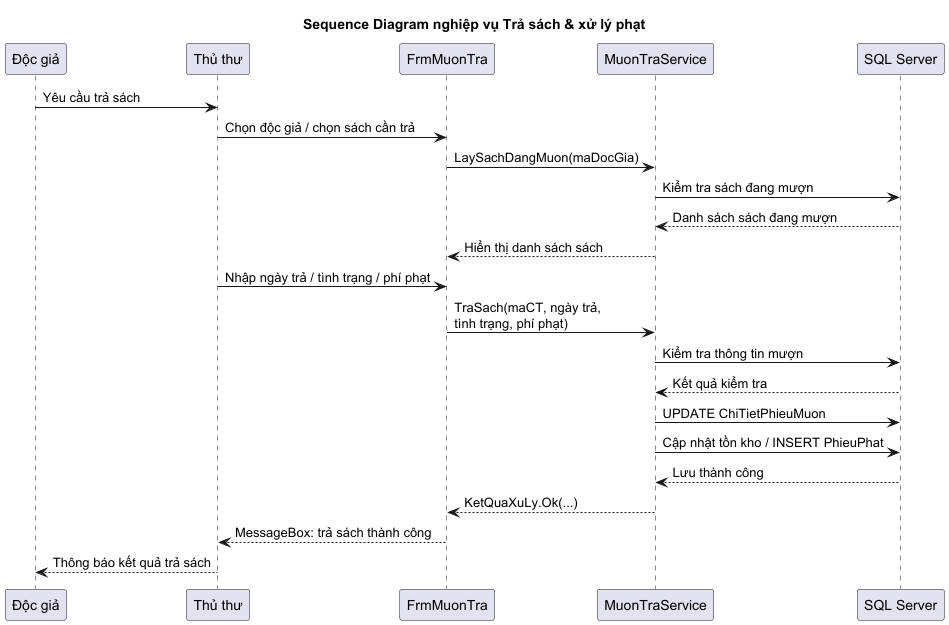 Sequence Diagram nghiệp vụ Trả sách & xử lý phạt
Độc giả
Thủ thư
FrmMuonTra
MuonTraService
SQL Server
Yêu cầu trả sách
Chọn độc giả / chọn sách cần trả
LaySachDangMuon(maDocGia)
Kiểm tra sách đang mượn
Danh sách sách đang mượn
Hiển thị danh sách sách
Nhập ngày trả / tình trạng / phí phạt
TraSach(maCT, ngày trả,
tình trạng, phí phạt)
Kiểm tra thông tin mượn
Kết quả kiểm tra
UPDATE ChiTietPhieuMuon
Cập nhật tồn kho / INSERT PhieuPhat
Lưu thành công
KetQuaXuLy.Ok(...)
MessageBox: trả sách thành công
Thông báo kết quả trả sách
Độc giả
Thủ thư
FrmMuonTra
MuonTraService
SQL Server